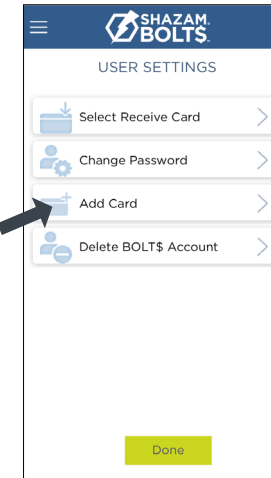 SHAZAM.
BOLT$.
USER SETTINGS
Select Receive Card
Change Password
Add Card
Delete BOLT$ Account
Done